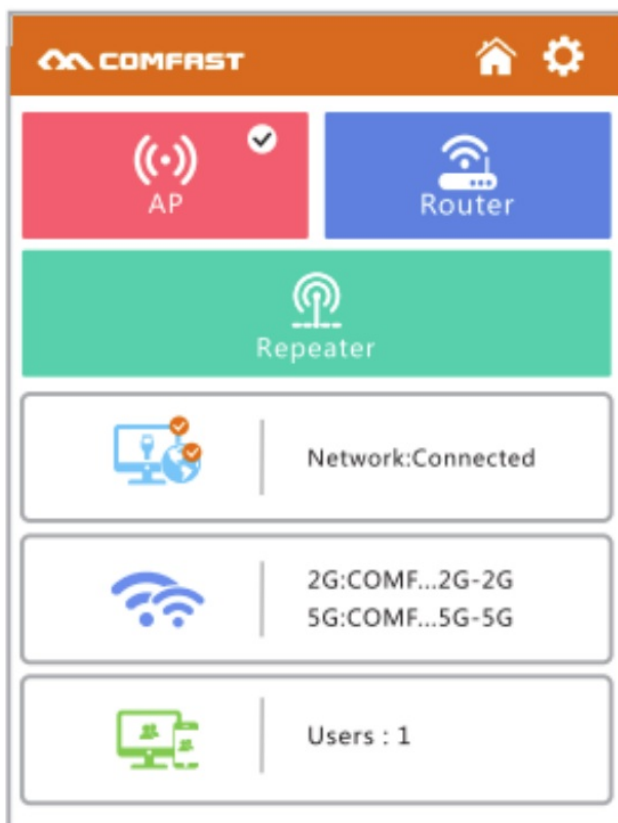 COMFAST
AP
Router
Repeater
Network:Connected
2G:COMF...2G-2G
5G:COMF...5G-5G
Users : 1